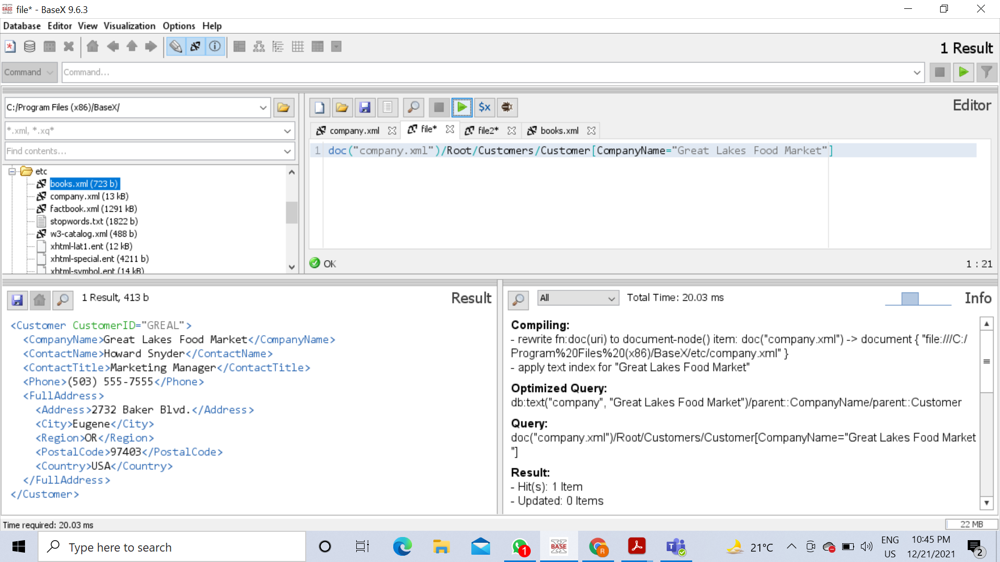 file* - BaseX 9.6.3
Database Editor View Visualization Options Help
1 Result
Command Command...
C:/Program Files (x86)/BaseX/
*.xml, *.xq*
Find contents...
etc
books.xml (723 b)
company.xml (13 kB)
factbook.xml (1291 kB)
stopwords.txt (1822 b)
w3-catalog.xml (488 b)
xhtml-lat1.ent (12 kB)
xhtml-special.ent (4211 b)
xhtml-symbol.ent (14 kB)
$x
Editor
company.xml file* file2* books.xml
1 doc("company.xml")/Root/Customers/Customer[CompanyName="Great Lakes Food Market"]
OK
1 : 21
1 Result, 413 b
Result
<Customer CustomerID="GREAL">
<CompanyName>Great Lakes Food Market</CompanyName>
<ContactName>Howard Snyder</ContactName>
<ContactTitle>Marketing Manager</ContactTitle>
<Phone>(503) 555-7555</Phone>
<FullAddress>
<Address>2732 Baker Blvd.</Address>
<City>Eugene</City>
<Region>OR</Region>
<PostalCode>97403</PostalCode>
<Country>USA</Country>
</FullAddress>
</Customer>
All
Total Time: 20.03 ms
Info
Compiling:
- rewrite fn:doc(uri) to document-node() item: doc("company.xml") -> document { "file:///C:/
Program%20Files%20(x86)/BaseX/etc/company.xml" }
- apply text index for "Great Lakes Food Market"
Optimized Query:
db:text("company", "Great Lakes Food Market")/parent::CompanyName/parent::Customer
Query:
doc("company.xml")/Root/Customers/Customer[CompanyName="Great Lakes Food Market
"]
Result:
- Hit(s): 1 Item
- Updated: 0 Items
Time required: 20.03 ms
22 MB
Type here to search
1
BASE
R
21°C
ENG
US
10:45 PM
12/21/2021
2